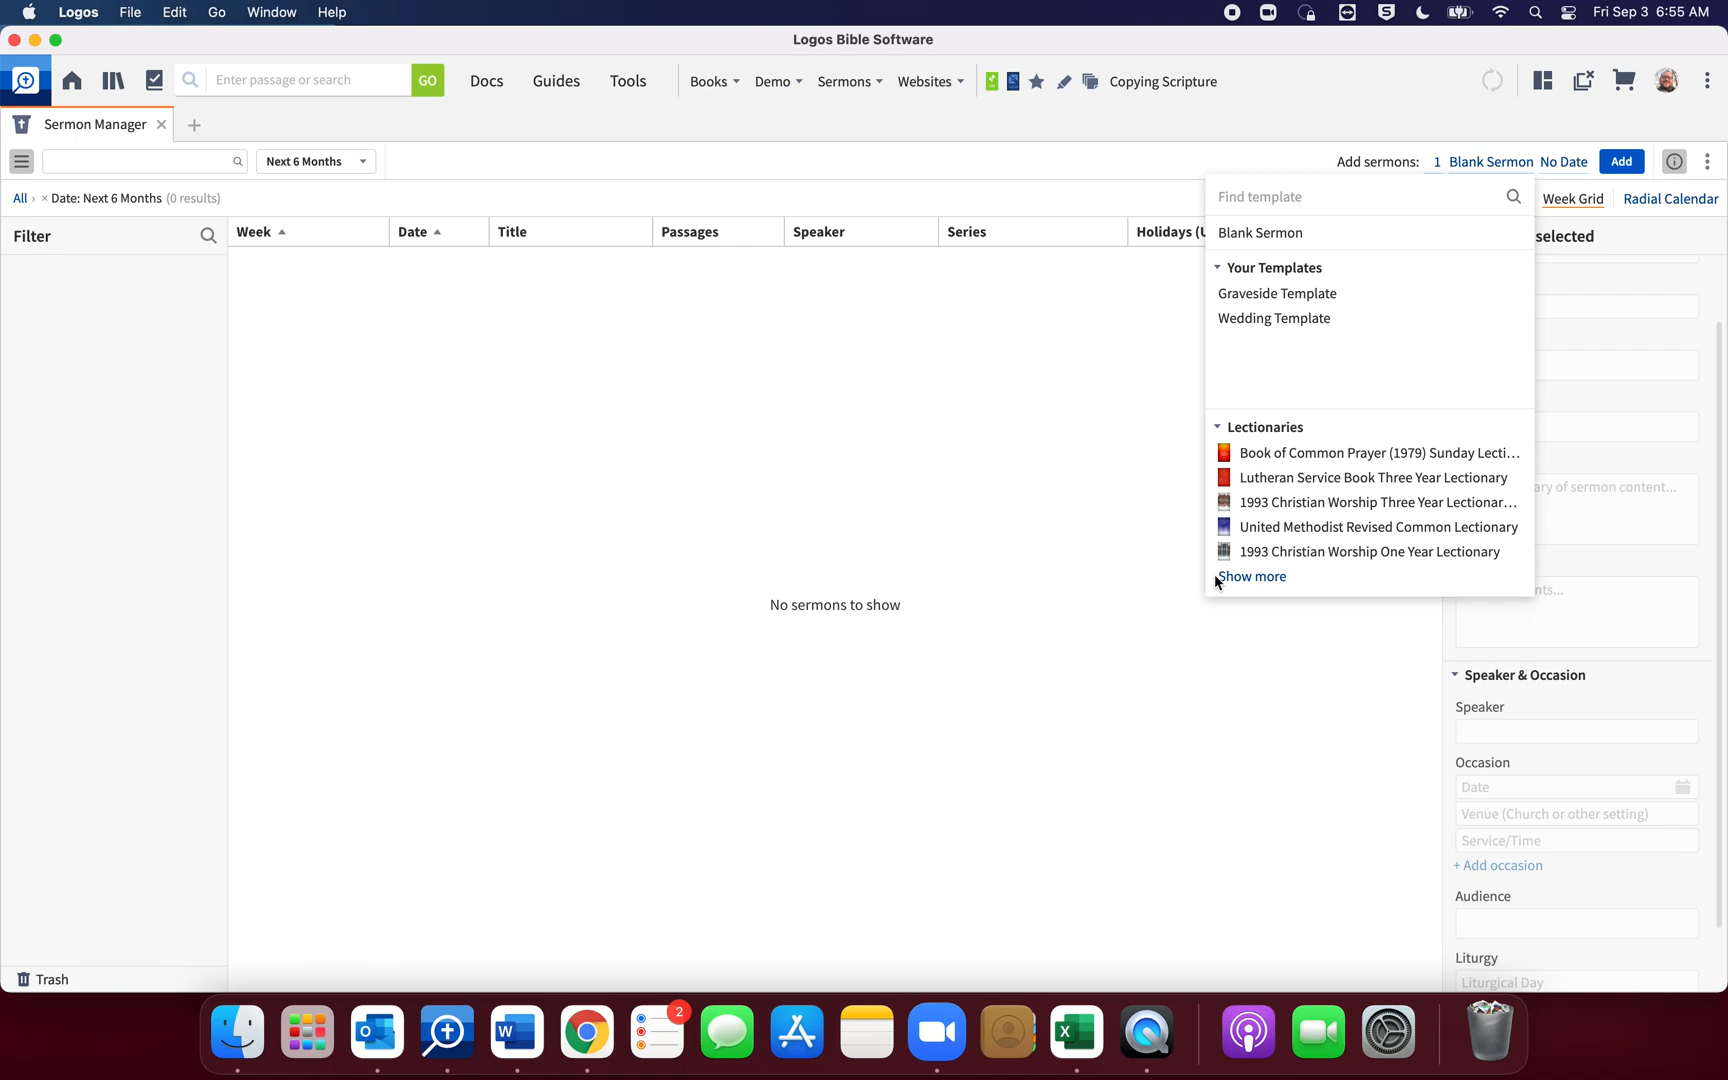 Logos File Edit Go Window Help
Fri Sep 3 6:55 AM
Logos Bible Software
Enter passage or search GO Docs Guides Tools Books Demo Sermons Websites Copying Scripture
Sermon Manager
Next 6 Months
Add sermons: 1 Blank Sermon No Date Add
All › × Date: Next 6 Months (0 results)
Week Grid Radial Calendar
Filter
Week Date Title Passages Speaker Series Holidays (U
selected
Find template
Blank Sermon
Your Templates
Graveside Template
Wedding Template
Lectionaries
Book of Common Prayer (1979) Sunday Lecti...
Lutheran Service Book Three Year Lectionary
1993 Christian Worship Three Year Lectionar...
United Methodist Revised Common Lectionary
1993 Christian Worship One Year Lectionary
Show more
ary of sermon content...
nts...
No sermons to show
Speaker & Occasion
Speaker
Occasion
Date
Venue (Church or other setting)
Service/Time
+ Add occasion
Audience
Liturgy
Liturgical Day
Trash
2